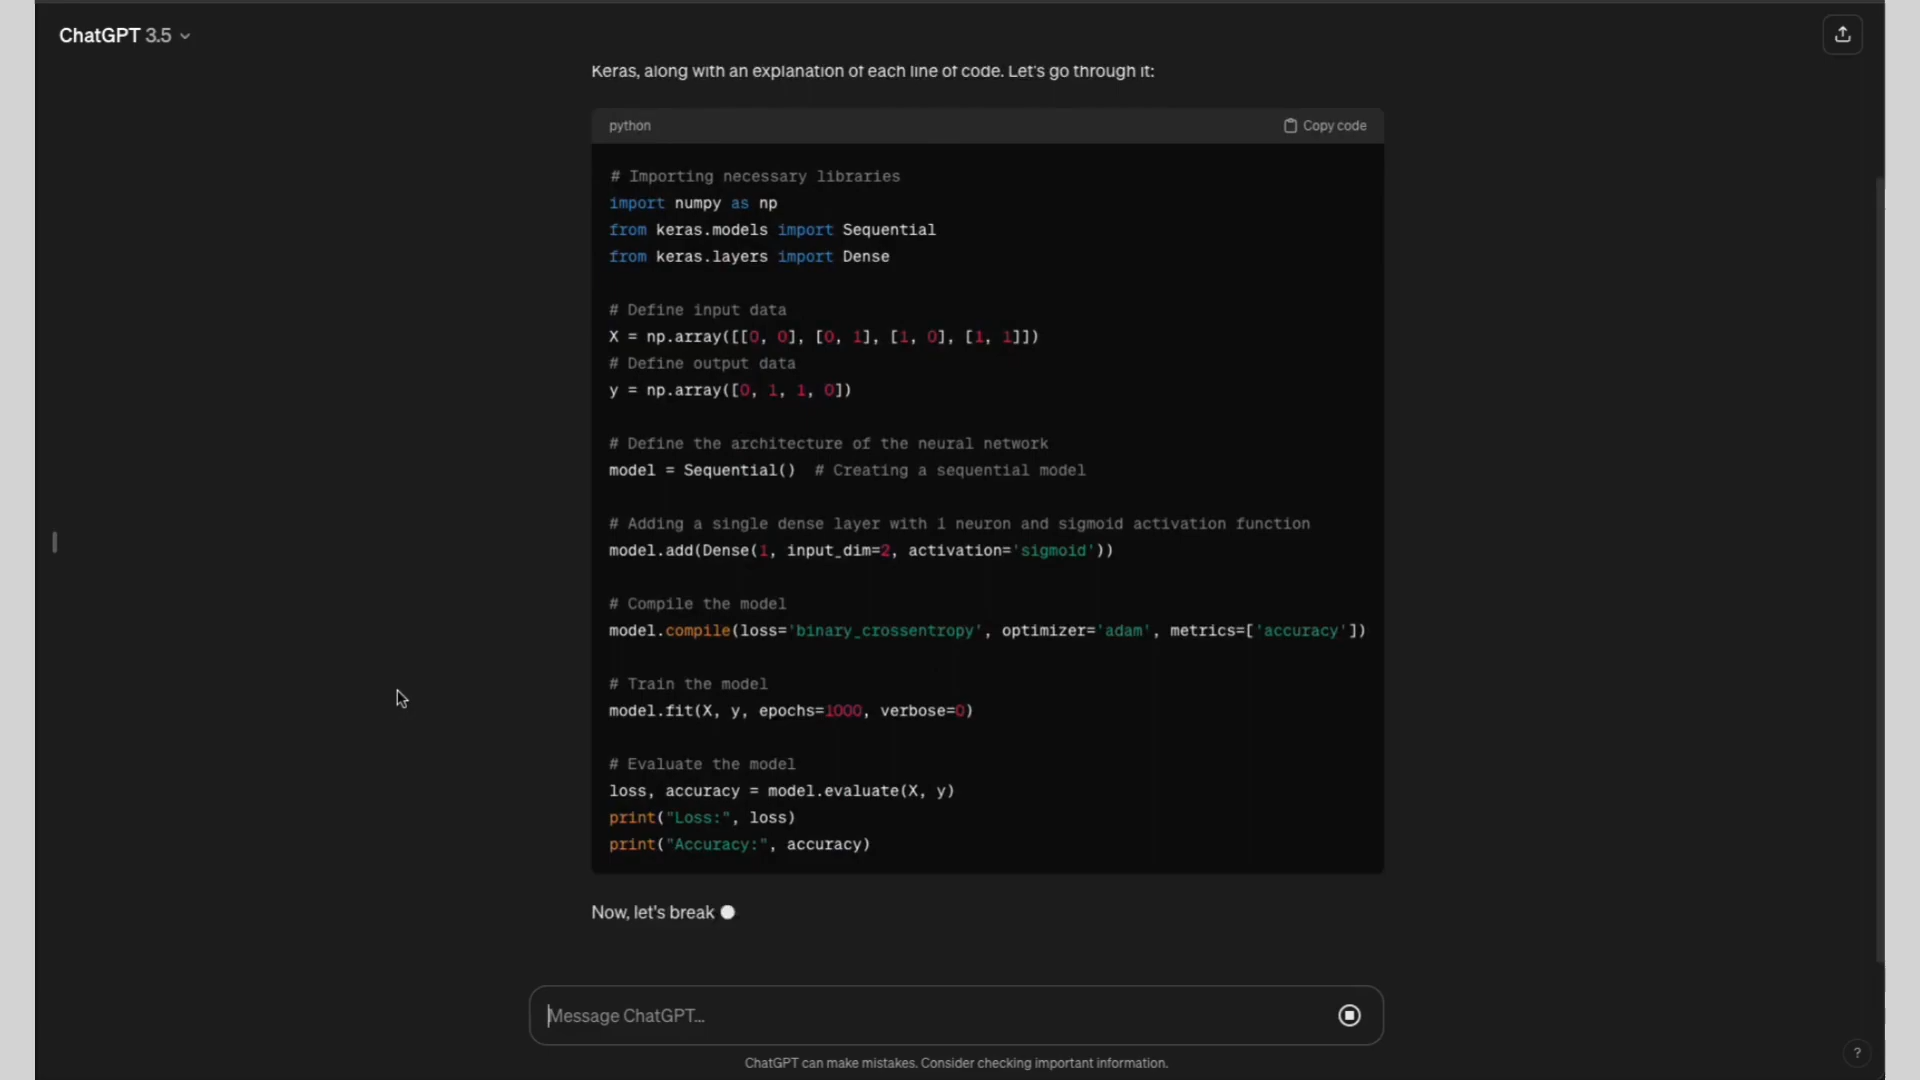 ChatGPT 3.5
Keras, along with an explanation of each line of code. Let's go through it:
python
Copy code
# Importing necessary libraries
import numpy as np
from keras.models import Sequential
from keras.layers import Dense
# Define input data
X = np.array([[0, 0], [0, 1], [1, 0], [1, 1]])
# Define output data
y = np.array([0, 1, 1, 0])
# Define the architecture of the neural network
model = Sequential()  # Creating a sequential model
# Adding a single dense layer with 1 neuron and sigmoid activation function
model.add(Dense(1, input_dim=2, activation='sigmoid'))
# Compile the model
model.compile(loss='binary_crossentropy', optimizer='adam', metrics=['accuracy'])
# Train the model
model.fit(X, y, epochs=1000, verbose=0)
# Evaluate the model
loss, accuracy = model.evaluate(X, y)
print("Loss:", loss)
print("Accuracy:", accuracy)
Now, let's break
Message ChatGPT...
ChatGPT can make mistakes. Consider checking important information.
?